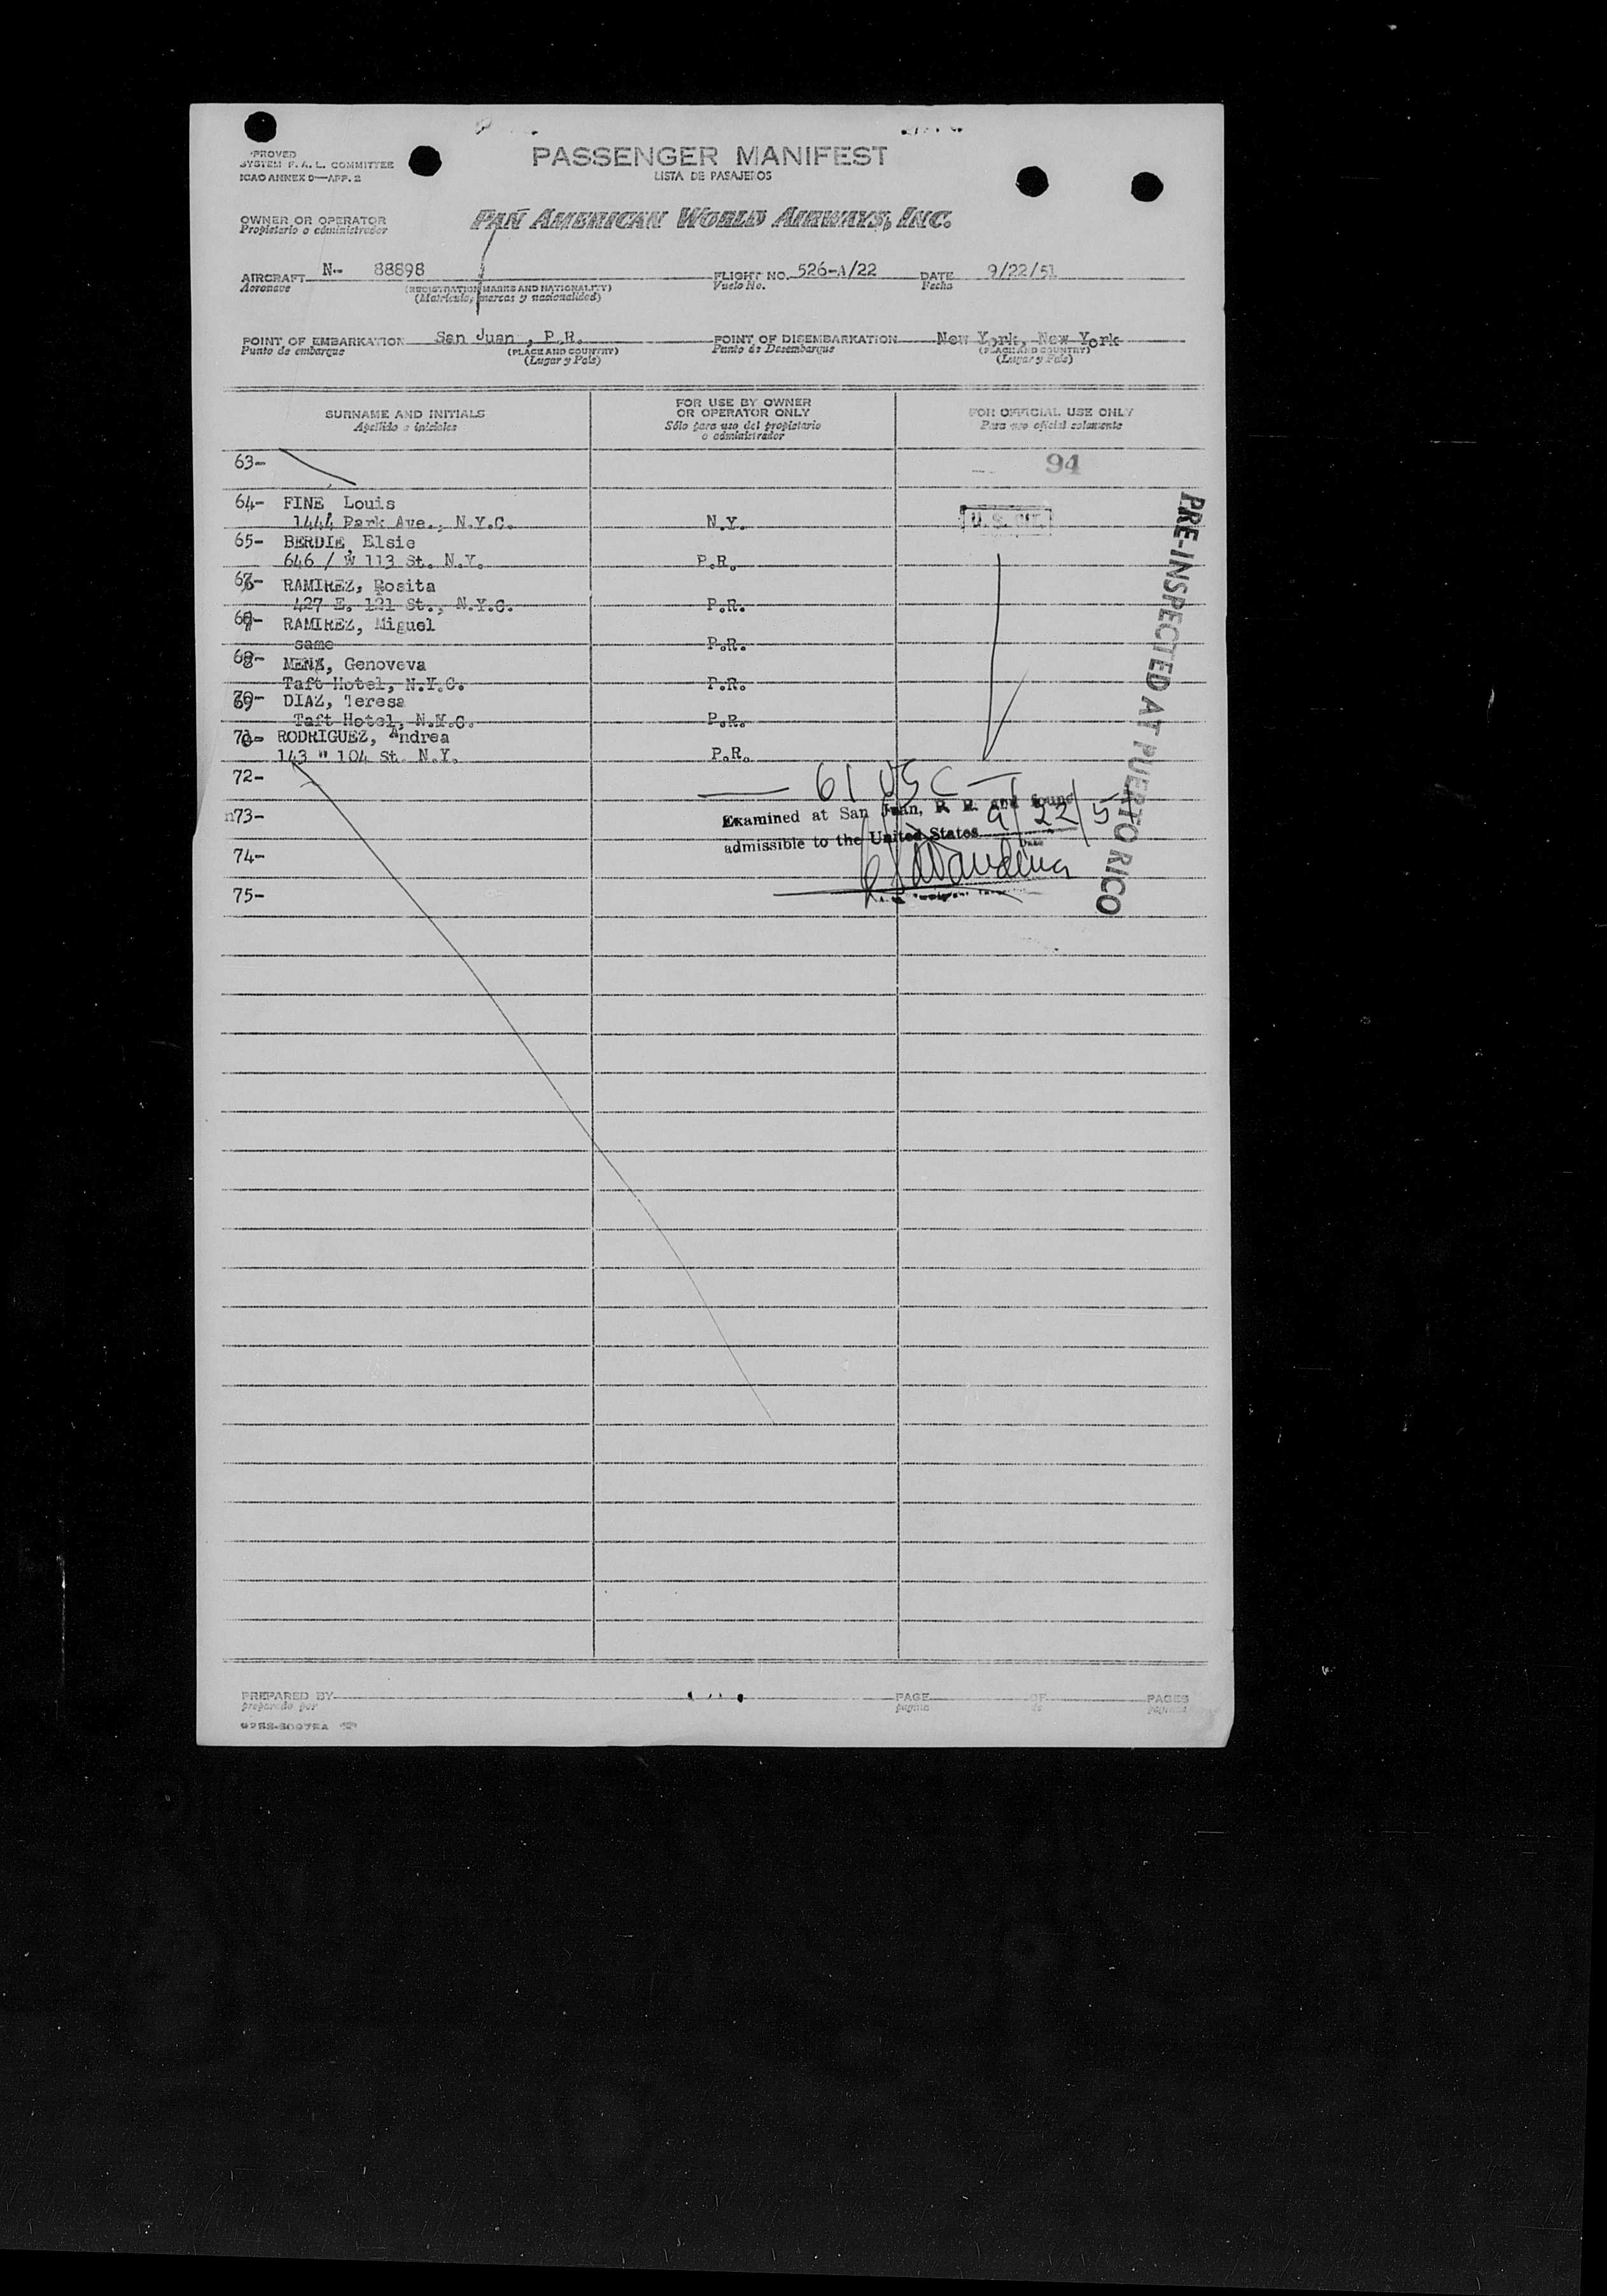 PROVED
SYSTEM F. A. L. COMMITTEE
ICAO ANNEX 9—APP. 2
PASSENGER MANIFEST
LISTA DE PASAJEROS
OWNER OR OPERATOR
Propietario o administrador
PAN AMERICAN WORLD AIRWAYS, INC.
AIRCRAFT N- 88898 FLIGHT NO. 526-A/22 DATE 9/22/51
Aeronave (REGISTRATION MARKS AND NATIONALITY) Vuelo No. Fecha
(Matrícula, marcas y nacionalidad)
POINT OF EMBARKATION San Juan , P.R. POINT OF DISEMBARKATION New York, New York
Punto de embarque (PLACE AND COUNTRY) Punto de Desembarque (PLACE AND COUNTRY)
(Lugar y País) (Lugar y País)
SURNAME AND INITIALS
Apellido e iniciales
FOR USE BY OWNER
OR OPERATOR ONLY
Sólo para uso del propietario
o administrador
FOR OFFICIAL USE ONLY
Para uso oficial solamente
63- 94
64- FINE Louis
1444 Park Ave., N.Y.C. N.Y. U. S. CIT.
65- BERDIE, Elsie
646 / W 113 St. N.Y. P.R.
66- RAMIREZ, Rosita
427 E. 121 St., N.Y.C. P.R.
67- RAMIREZ, Miguel
same P.R.
68- MENA, Genoveva
Taft Hotel, N.Y.C. P.R.
69- DIAZ, Teresa
Taft Hotel, N.Y.C. P.R.
70- RODRIGUEZ, Andrea
143 " 104 St. N.Y. P.R.
72- 61 USC
73- Examined at San Juan, P. R. and found
admissible to the United States 9/22/51
Date
74-
75-
PRE-INSPECTED AT PUERTO RICO
PREPARED BY PAGE OF PAGES
preparado por página de páginas